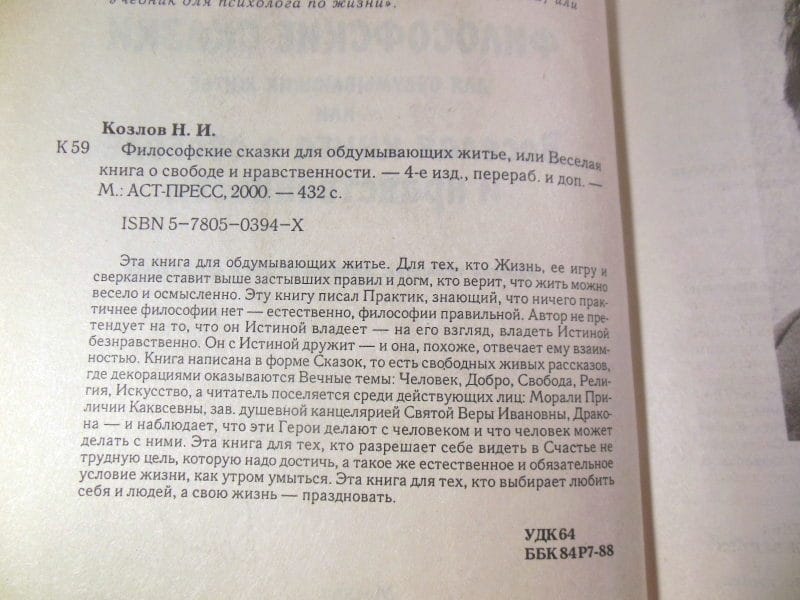 учебник для психолога по жизни».
или
Козлов Н. И.
К 59
Философские сказки для обдумывающих житье, или Веселая
книга о свободе и нравственности. — 4-е изд., перераб. и доп. —
М.: АСТ-ПРЕСС, 2000. — 432 с.
ISBN 5–7805–0394–X
Эта книга для обдумывающих житье. Для тех, кто Жизнь, ее игру и
сверкание ставит выше застывших правил и догм, кто верит, что жить можно
весело и осмысленно. Эту книгу писал Практик, знающий, что ничего прак-
тичнее философии нет — естественно, философии правильной. Автор не пре-
тендует на то, что он Истиной владеет — на его взгляд, владеть Истиной
безнравственно. Он с Истиной дружит — и она, похоже, отвечает ему взаим-
ностью. Книга написана в форме Сказок, то есть свободных живых рассказов,
где декорациями оказываются Вечные темы: Человек, Добро, Свобода, Рели-
гия, Искусство, а читатель поселяется среди действующих лиц: Морали При-
личии Каквсевны, зав. душевной канцелярией Святой Веры Ивановны, Драко-
на — и наблюдает, что эти Герои делают с человеком и что человек может
делать с ними. Эта книга для тех, кто разрешает себе видеть в Счастье не
трудную цель, которую надо достичь, а такое же естественное и обязательное
условие жизни, как утром умыться. Эта книга для тех, кто выбирает любить
себя и людей, а свою жизнь — праздновать.
УДК 64
ББК 84Р7-88